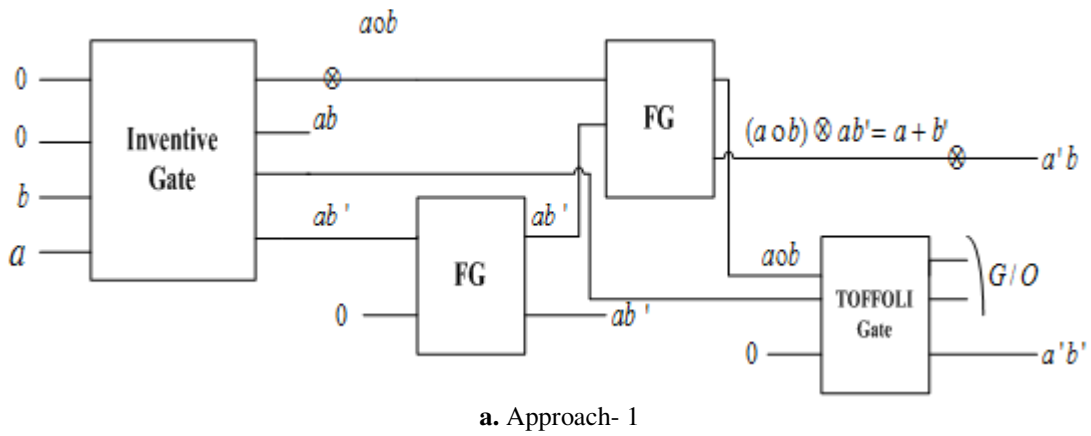 aob
0
0
b
a
Inventive
Gate
ab
ab '
FG
(a o b) ⊗ ab' = a + b'
a'b
ab '
FG
0
ab '
aob
TOFFOLI
Gate
0
G / O
a'b'
a. Approach- 1